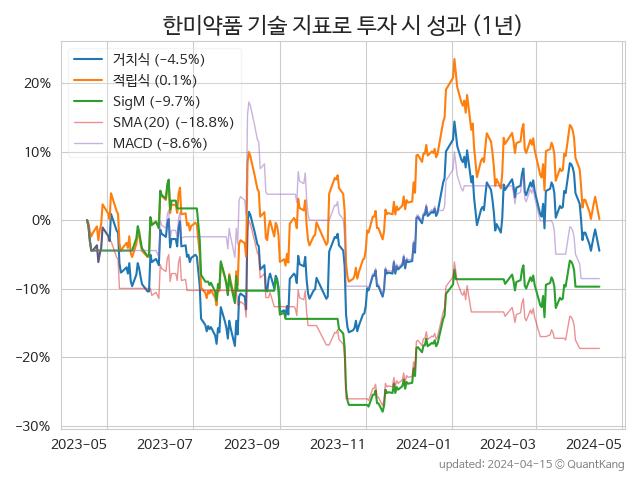 한미약품 기술 지표로 투자 시 성과 (1년)
거치식 (−4.5%)
적립식 (0.1%)
SigM (−9.7%)
SMA(20) (−18.8%)
MACD (−8.6%)
20%
10%
0%
−10%
−20%
−30%
2023-05 2023-07 2023-09 2023-11 2024-01 2024-03 2024-05
updated: 2024-04-15 © QuantKang